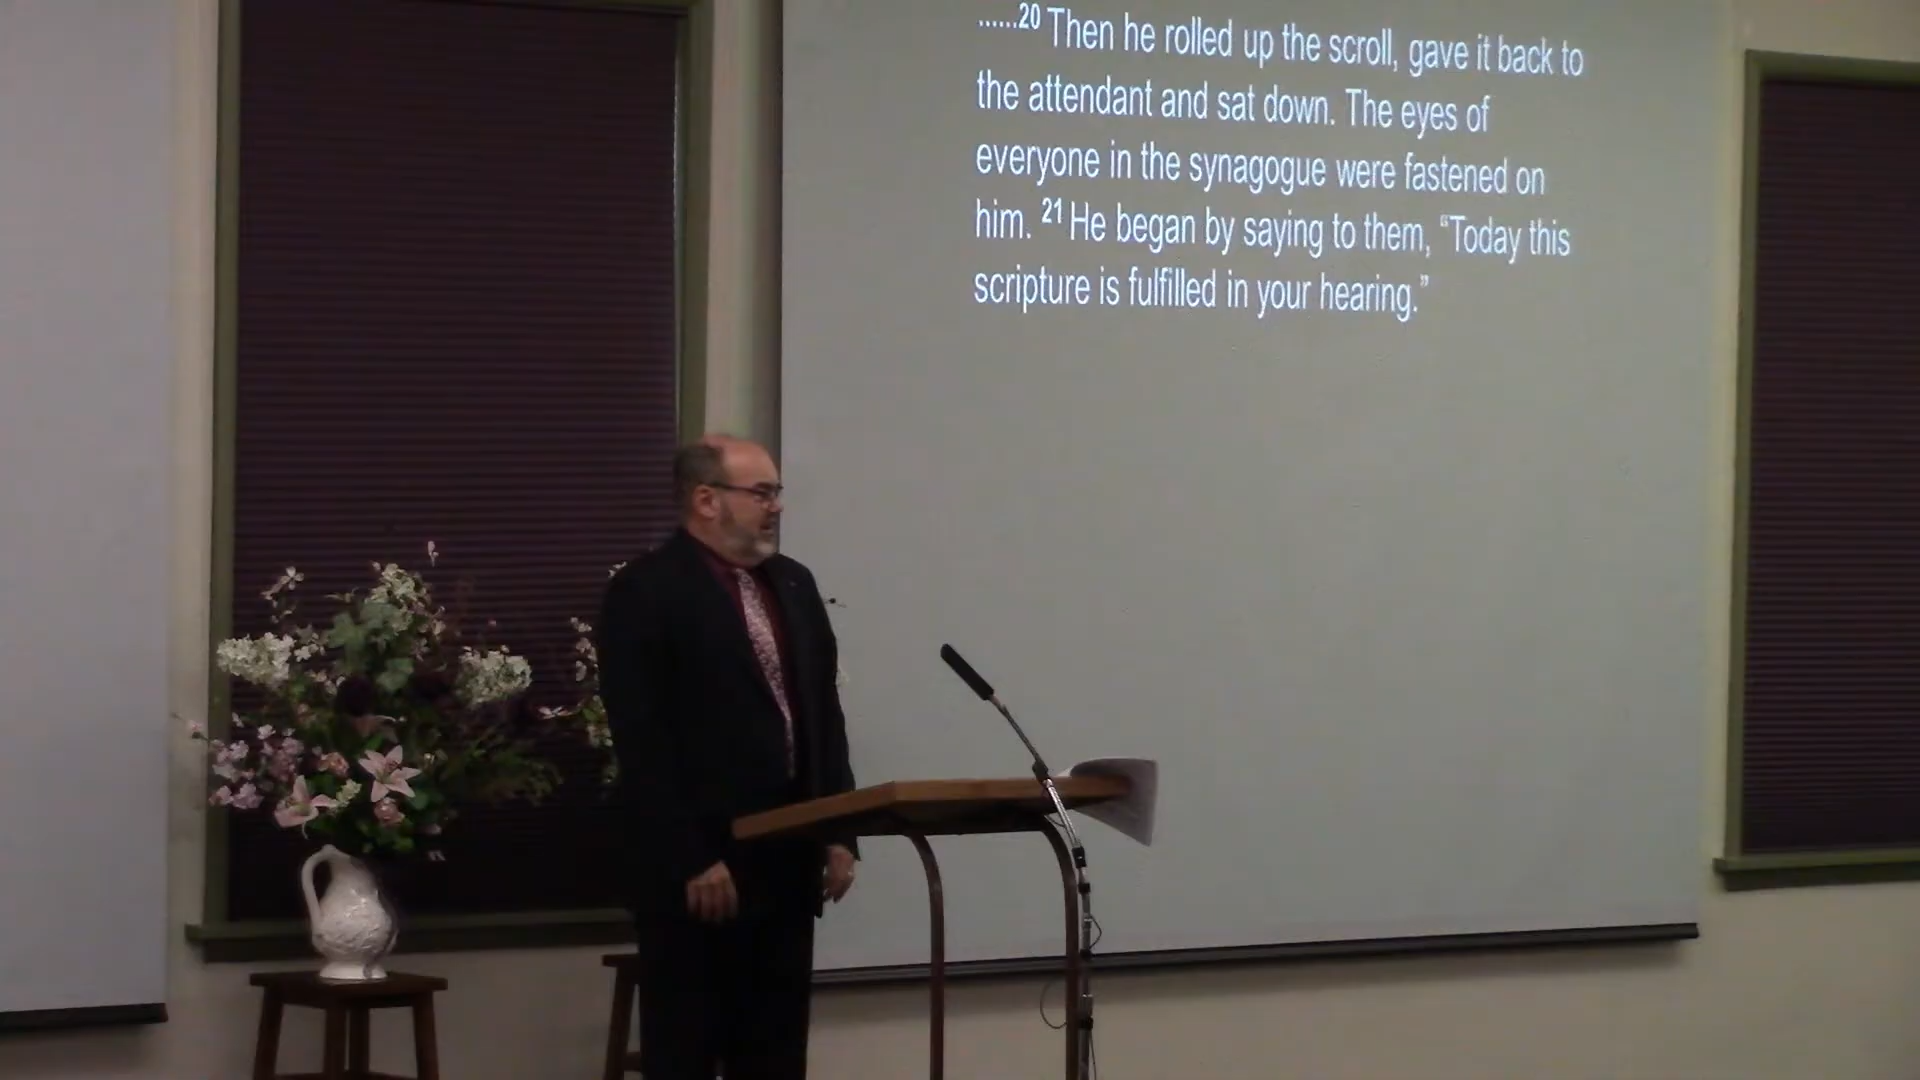 ......20 Then he rolled up the scroll, gave it back to
the attendant and sat down. The eyes of
everyone in the synagogue were fastened on
him. 21 He began by saying to them, “Today this
scripture is fulfilled in your hearing.”